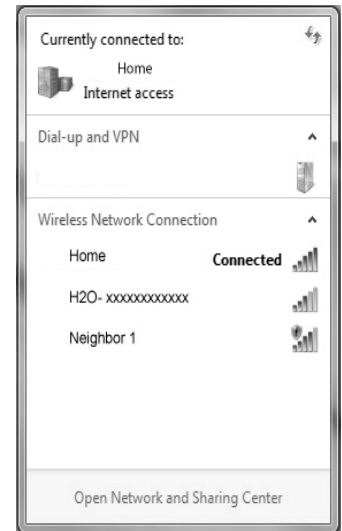 Currently connected to:
Home
Internet access
Dial-up and VPN
Wireless Network Connection
Home Connected
H2O- xxxxxxxxxxxx
Neighbor 1
Open Network and Sharing Center